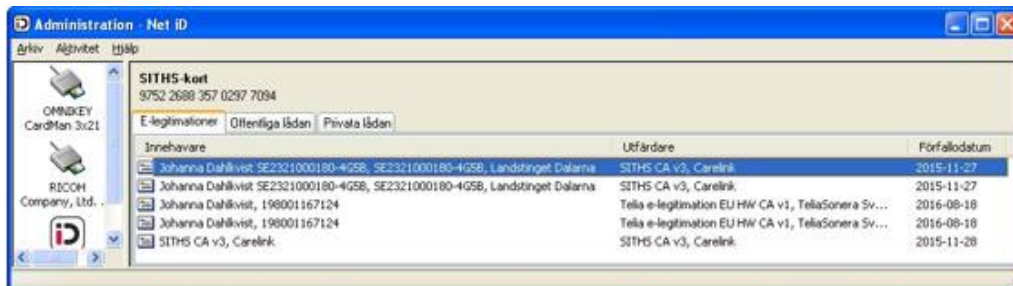 Administration - Net iD
Arkiv Aktivitet Hjälp
OMNIKEY
CardMan 3x21
RICOH
Company, Ltd. .
iD
SITHS-kort
9752 2688 357 0297 7094
E-legitimationer Offentliga lådan Privata lådan
Innehavare Utfärdare Förfallodatum
Johanna Dahlkvist SE2321000180-4G5B, SE2321000180-4G5B, Landstinget Dalarna SITHS CA v3, Carelink 2015-11-27
Johanna Dahlkvist SE2321000180-4G5B, SE2321000180-4G5B, Landstinget Dalarna SITHS CA v3, Carelink 2015-11-27
Johanna Dahlkvist, 198001167124 Telia e-legitimation EU HW CA v1, TeliaSonera Sv... 2016-08-18
Johanna Dahlkvist, 198001167124 Telia e-legitimation EU HW CA v1, TeliaSonera Sv... 2016-08-18
SITHS CA v3, Carelink SITHS CA v3, Carelink 2015-11-28